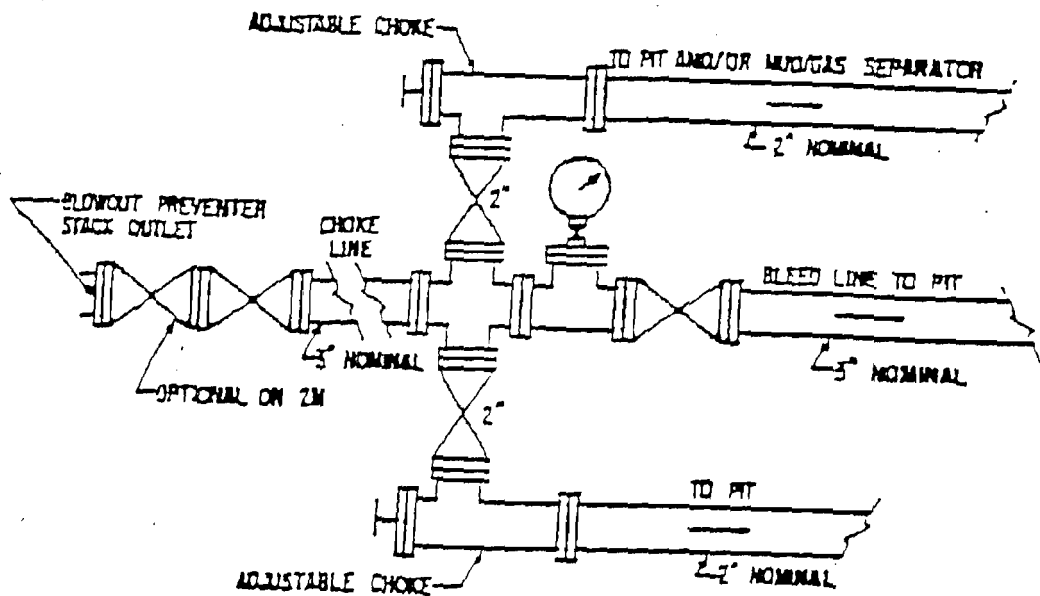 ADJUSTABLE CHOKE
TO PIT AND/OR MUD/GAS SEPARATOR
2" NOMINAL
2"
BLOWOUT PREVENTER
STACK OUTLET
CHOKE
LINE
BLEED LINE TO PIT
3" NOMINAL
3" NOMINAL
OPTIONAL ON 2M
2"
TO PIT
2" NOMINAL
ADJUSTABLE CHOKE